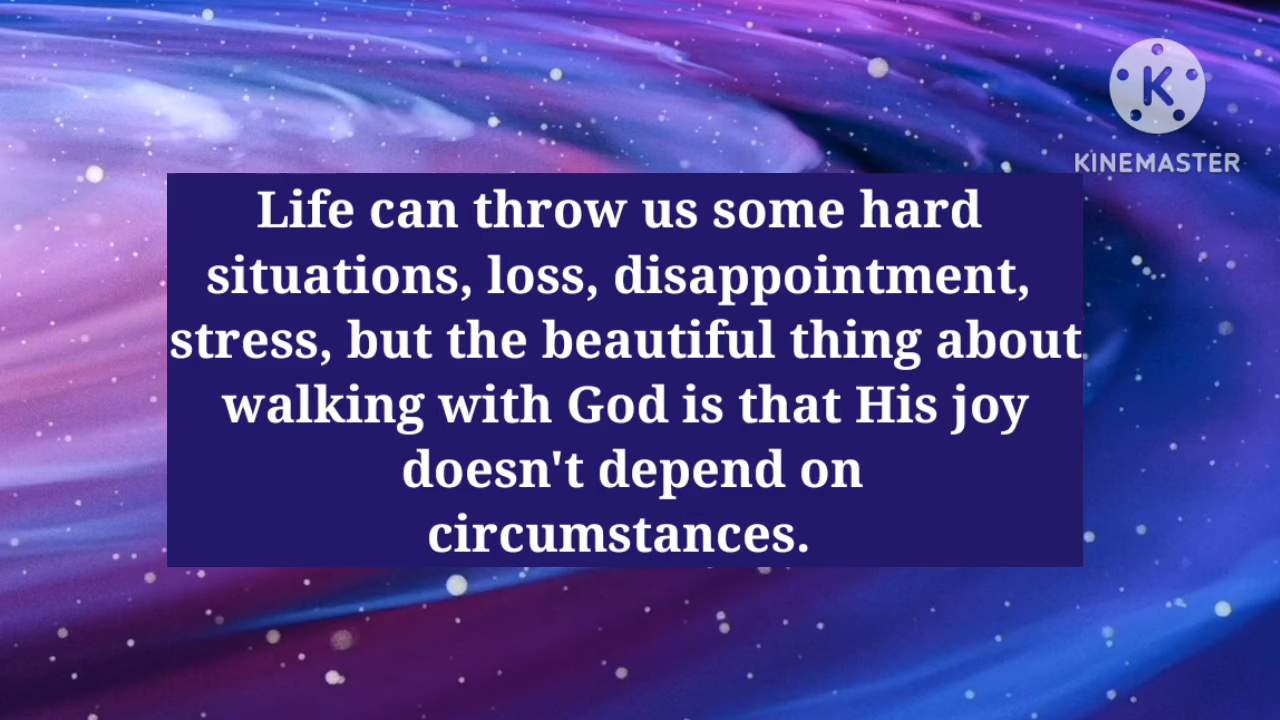 K
KINEMASTER
Life can throw us some hard
situations, loss, disappointment,
stress, but the beautiful thing about
walking with God is that His joy
doesn't depend on
circumstances.